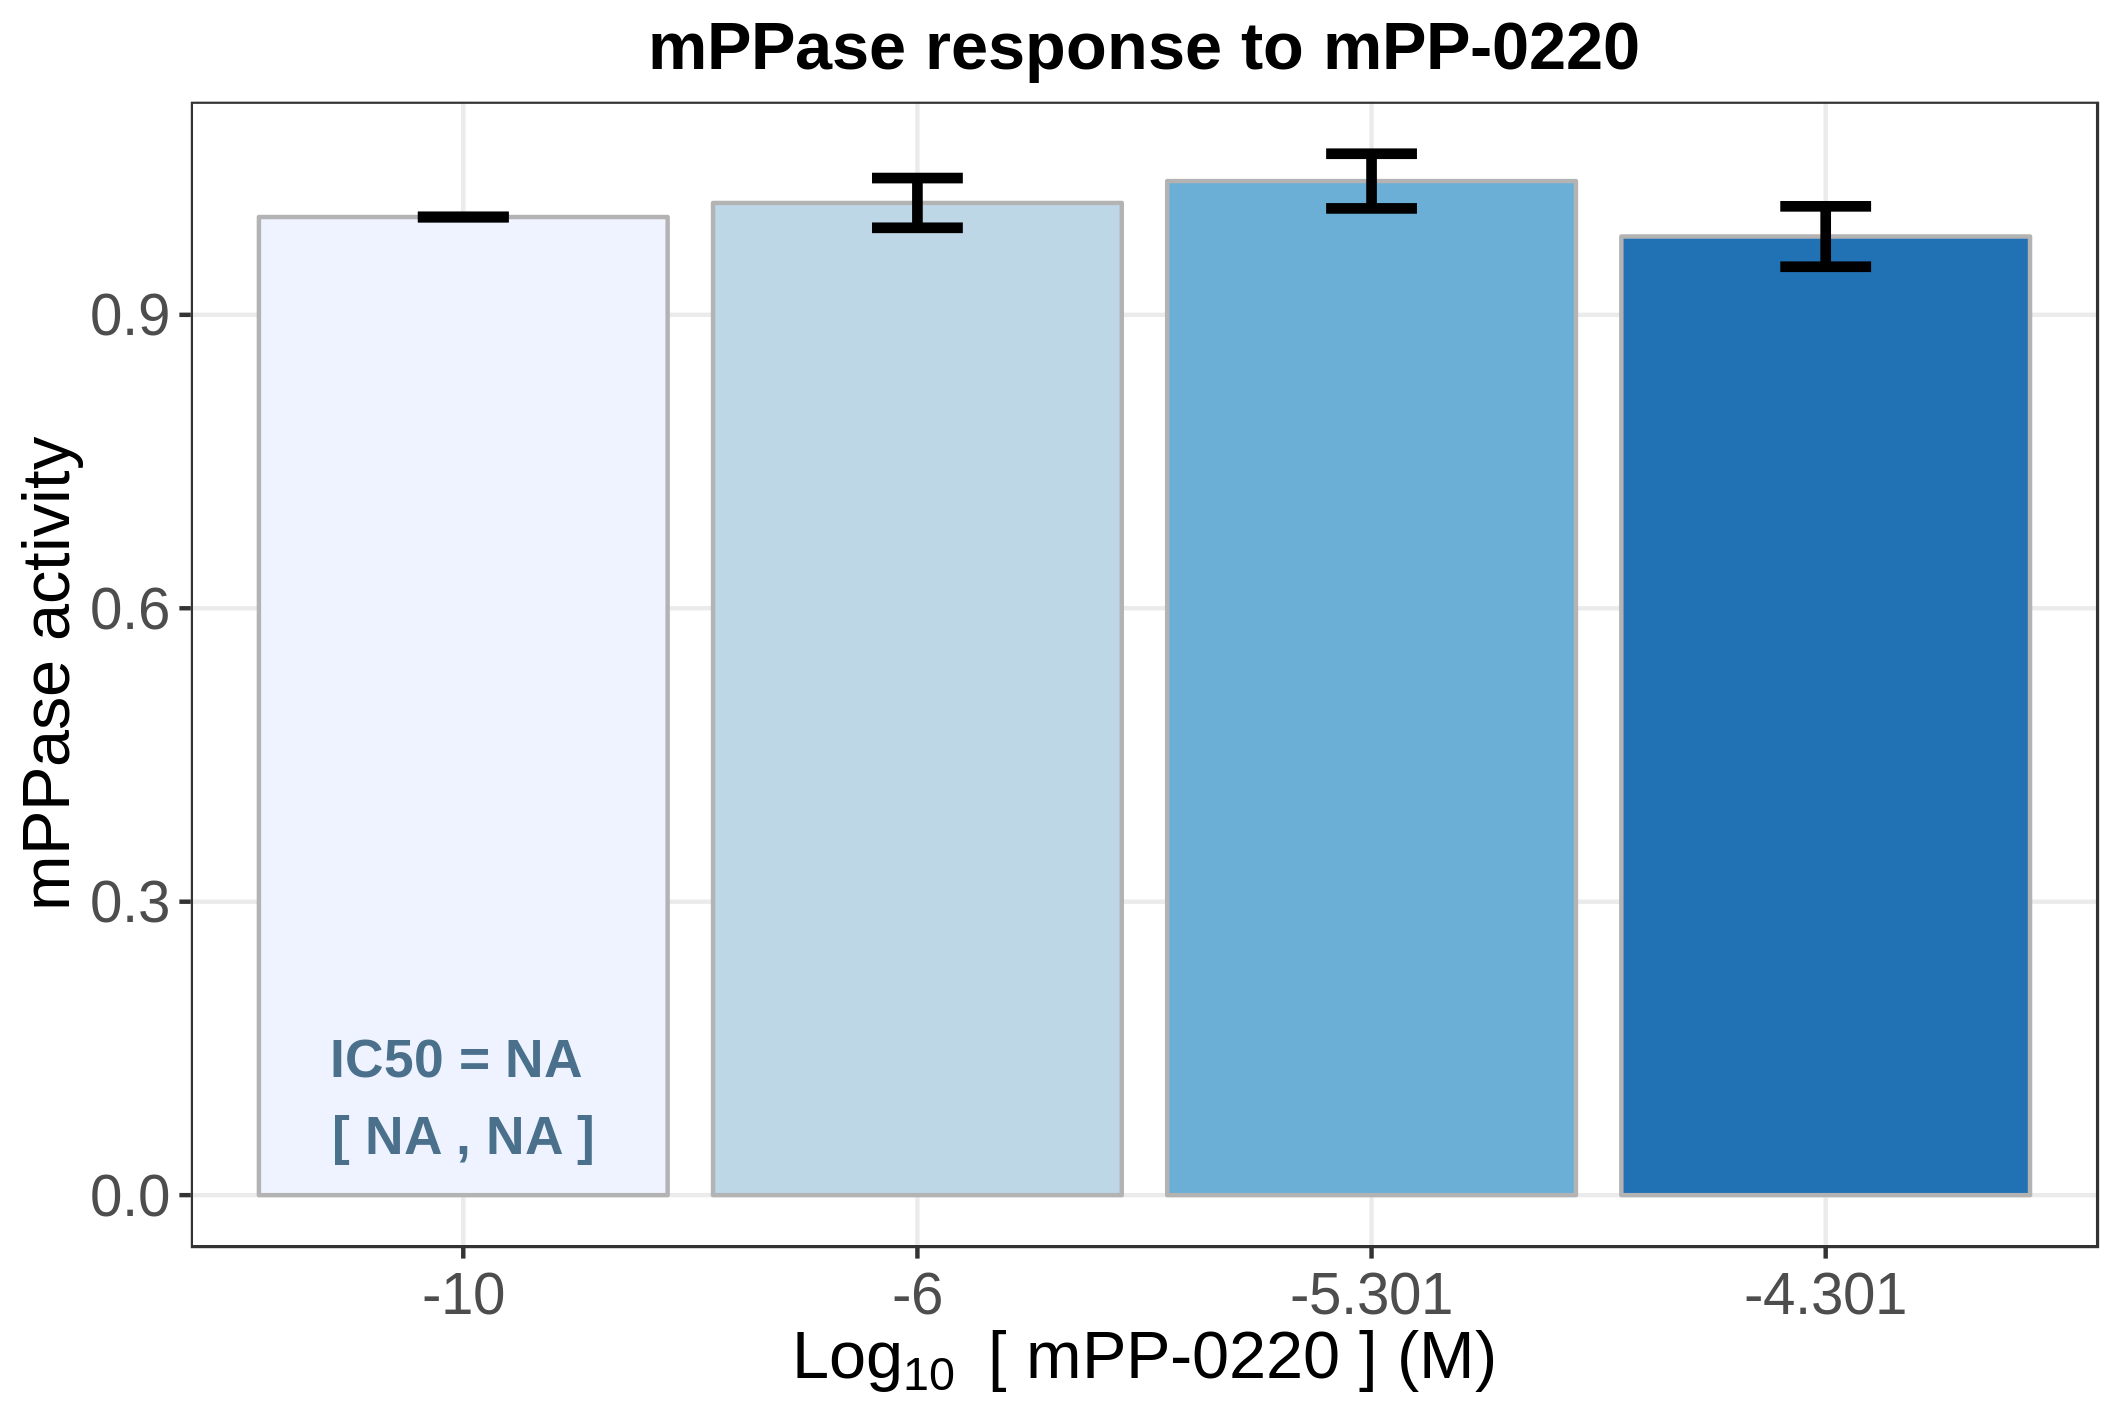 mPPase response to mPP-0220
mPPase activity
0.9
0.6
0.3
0.0
IC50 = NA
[ NA , NA ]
-10
-6
-5.301
-4.301
Log10 [ mPP-0220 ] (M)